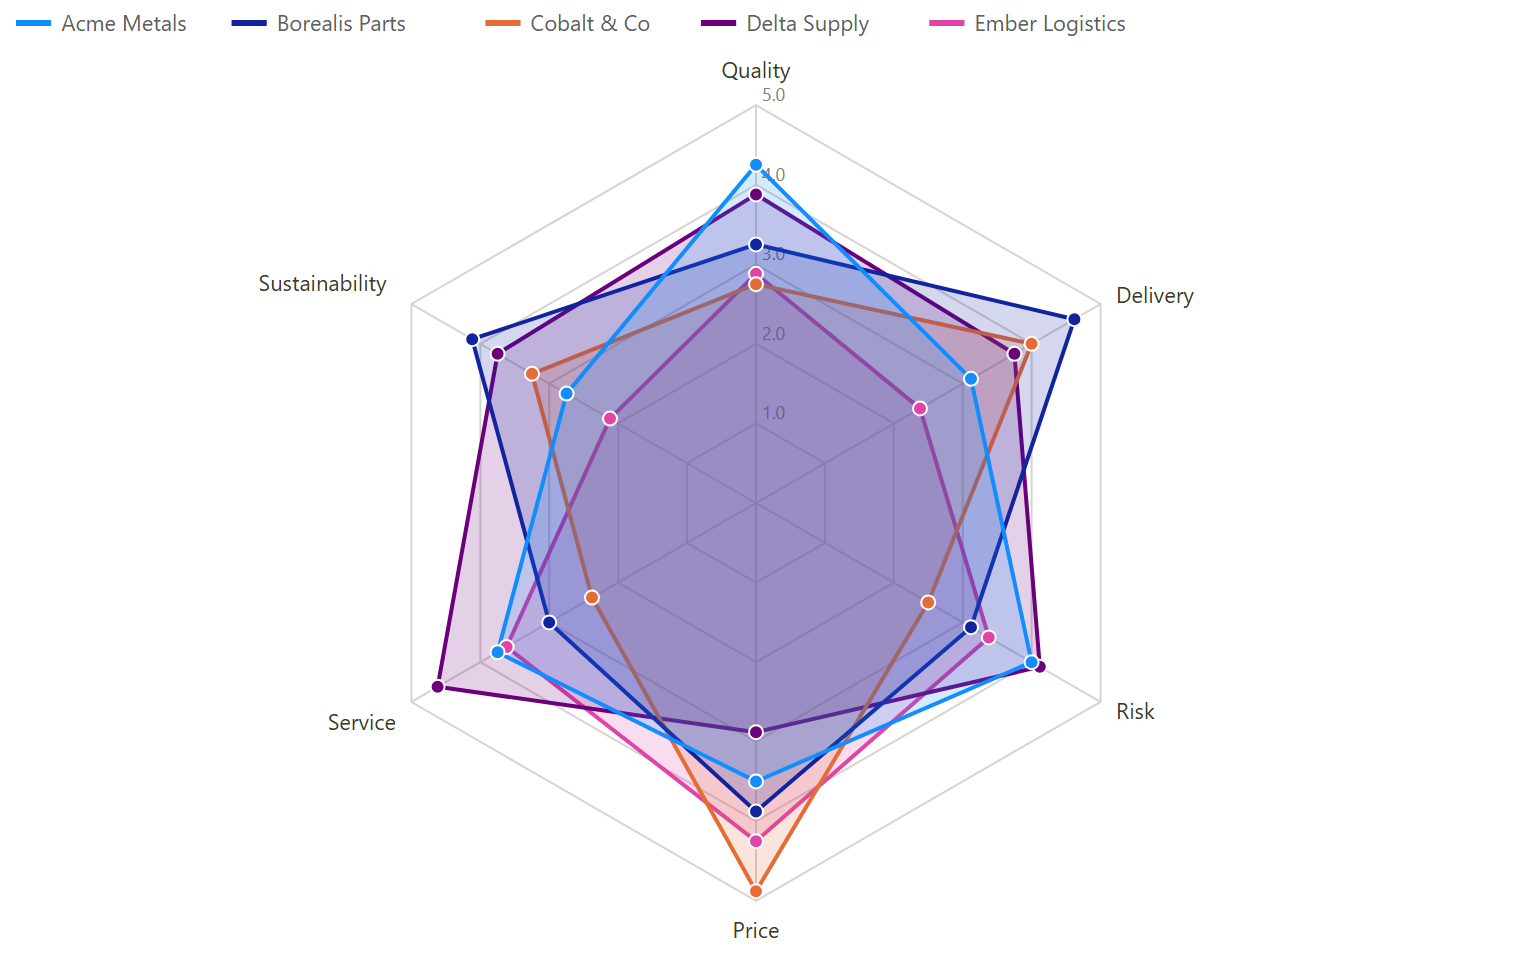 Acme Metals Borealis Parts Cobalt & Co Delta Supply Ember Logistics
Quality
5.0
4.0
3.0
2.0
1.0
Sustainability
Delivery
Service
Risk
Price